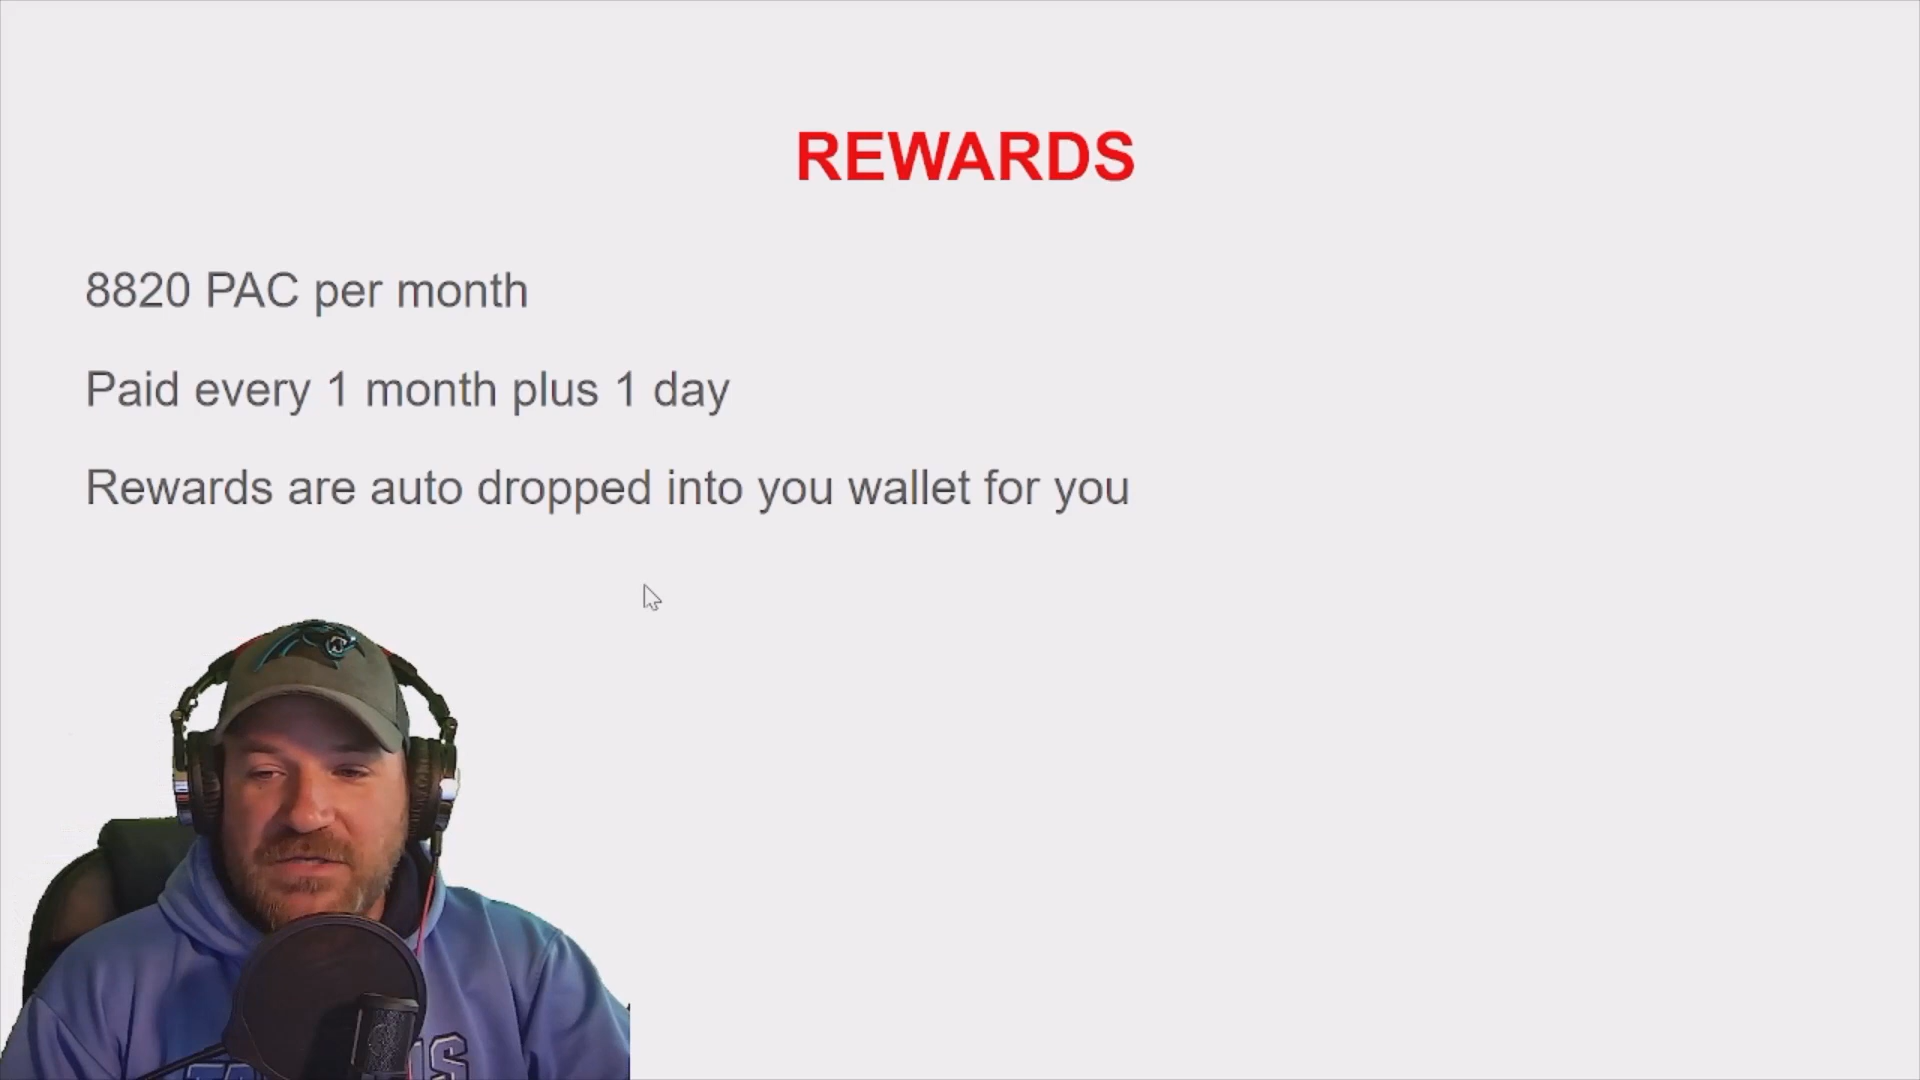 REWARDS
8820 PAC per month
Paid every 1 month plus 1 day
Rewards are auto dropped into you wallet for you